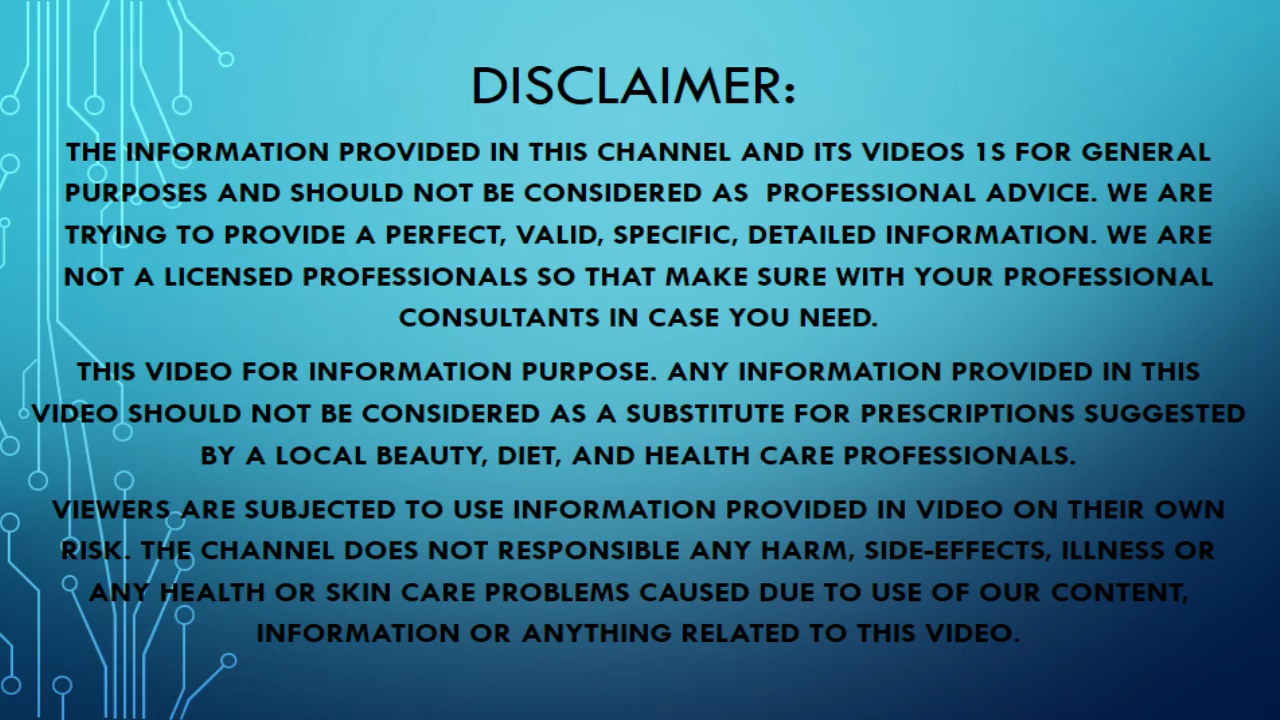 DISCLAIMER:
THE INFORMATION PROVIDED IN THIS CHANNEL AND ITS VIDEOS 1S FOR GENERAL
PURPOSES AND SHOULD NOT BE CONSIDERED AS  PROFESSIONAL ADVICE. WE ARE
TRYING TO PROVIDE A PERFECT, VALID, SPECIFIC, DETAILED INFORMATION. WE ARE
NOT A LICENSED PROFESSIONALS SO THAT MAKE SURE WITH YOUR PROFESSIONAL
CONSULTANTS IN CASE YOU NEED.
THIS VIDEO FOR INFORMATION PURPOSE. ANY INFORMATION PROVIDED IN THIS
VIDEO SHOULD NOT BE CONSIDERED AS A SUBSTITUTE FOR PRESCRIPTIONS SUGGESTED
BY A LOCAL BEAUTY, DIET, AND HEALTH CARE PROFESSIONALS.
VIEWERS ARE SUBJECTED TO USE INFORMATION PROVIDED IN VIDEO ON THEIR OWN
RISK. THE CHANNEL DOES NOT RESPONSIBLE ANY HARM, SIDE-EFFECTS, ILLNESS OR
ANY HEALTH OR SKIN CARE PROBLEMS CAUSED DUE TO USE OF OUR CONTENT,
INFORMATION OR ANYTHING RELATED TO THIS VIDEO.